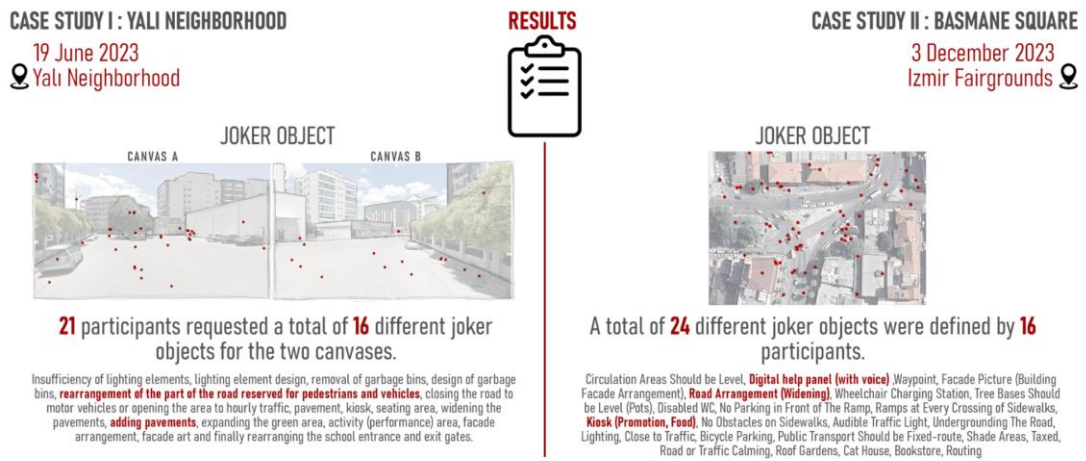 CASE STUDY I : YALI NEIGHBORHOOD
19 June 2023
Yalı Neighborhood
RESULTS
CASE STUDY II : BASMANE SQUARE
3 December 2023
Izmir Fairgrounds
JOKER OBJECT
CANVAS A
CANVAS B
21 participants requested a total of 16 different joker
objects for the two canvases.
Insufficiency of lighting elements, lighting element design, removal of garbage bins, design of garbage
bins, rearrangement of the part of the road reserved for pedestrians and vehicles, closing the road to
motor vehicles or opening the area to hourly traffic, pavement, kiosk, seating area, widening the
pavements, adding pavements, expanding the green area, activity (performance) area, facade
arrangement, facade art and finally rearranging the school entrance and exit gates.
JOKER OBJECT
A total of 24 different joker objects were defined by 16
participants.
Circulation Areas Should be Level, Digital help panel (with voice) ,Waypoint, Facade Picture (Building
Facade Arrangement), Road Arrangement (Widening), Wheelchair Charging Station, Tree Bases Should
be Level (Pots), Disabled WC, No Parking in Front of The Ramp, Ramps at Every Crossing of Sidewalks,
Kiosk (Promotion, Food), No Obstacles on Sidewalks, Audible Traffic Light, Undergrounding The Road,
Lighting, Close to Traffic, Bicycle Parking, Public Transport Should be Fixed-route, Shade Areas, Taxed,
Road or Traffic Calming, Roof Gardens, Cat House, Bookstore, Routing